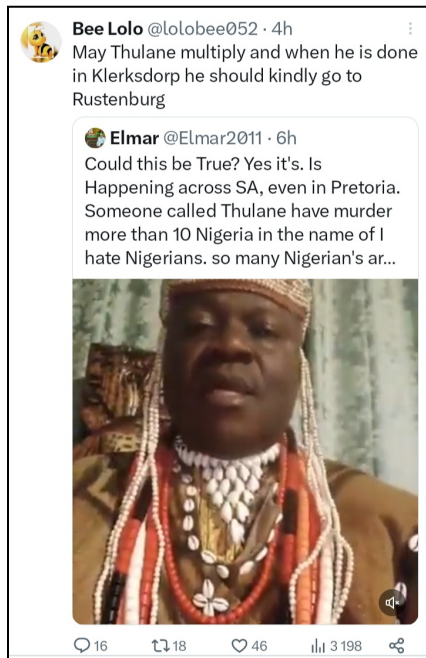 Bee Lolo @lolobee052 · 4h
May Thulane multiply and when he is done
in Klerksdorp he should kindly go to
Rustenburg
Elmar @Elmar2011 · 6h
Could this be True? Yes it's. Is
Happening across SA, even in Pretoria.
Someone called Thulane have murder
more than 10 Nigeria in the name of I
hate Nigerians. so many Nigerian's ar...
16 18 46 3 198